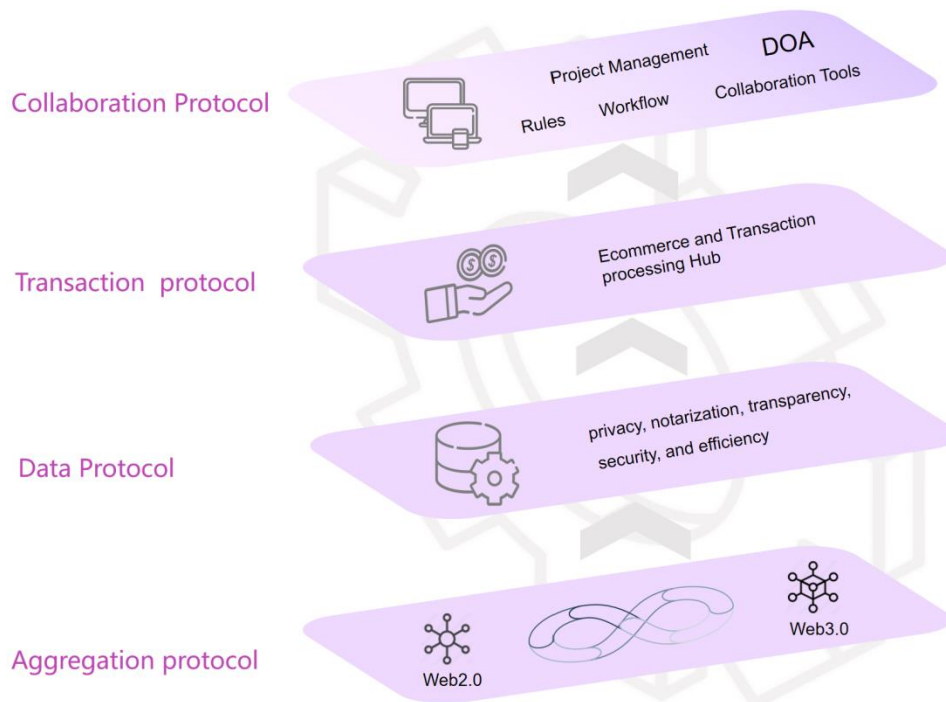 Collaboration Protocol
Project Management
DOA
Rules
Workflow
Collaboration Tools
Transaction protocol
Ecommerce and Transaction
processing Hub
Data Protocol
privacy, notarization, transparency,
security, and efficiency
Aggregation protocol
Web2.0
Web3.0